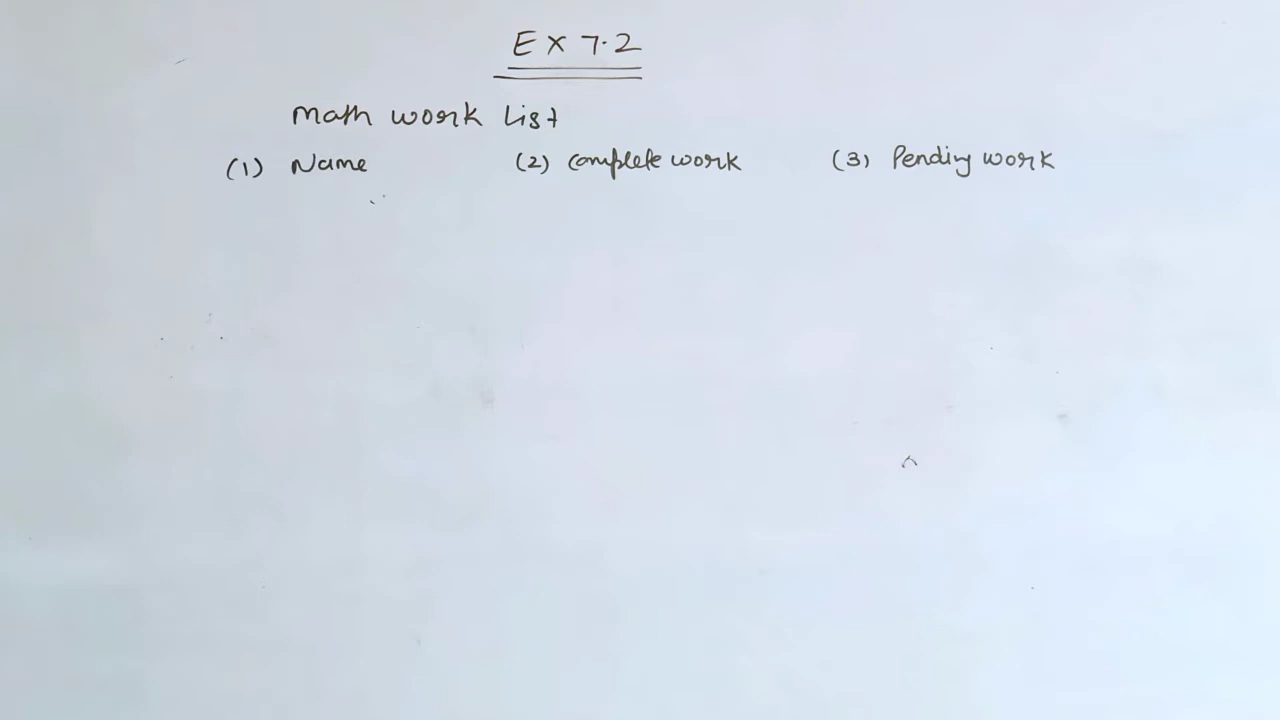 Ex 7.2
Math work List
(1) Name (2) Complete work (3) Pending work